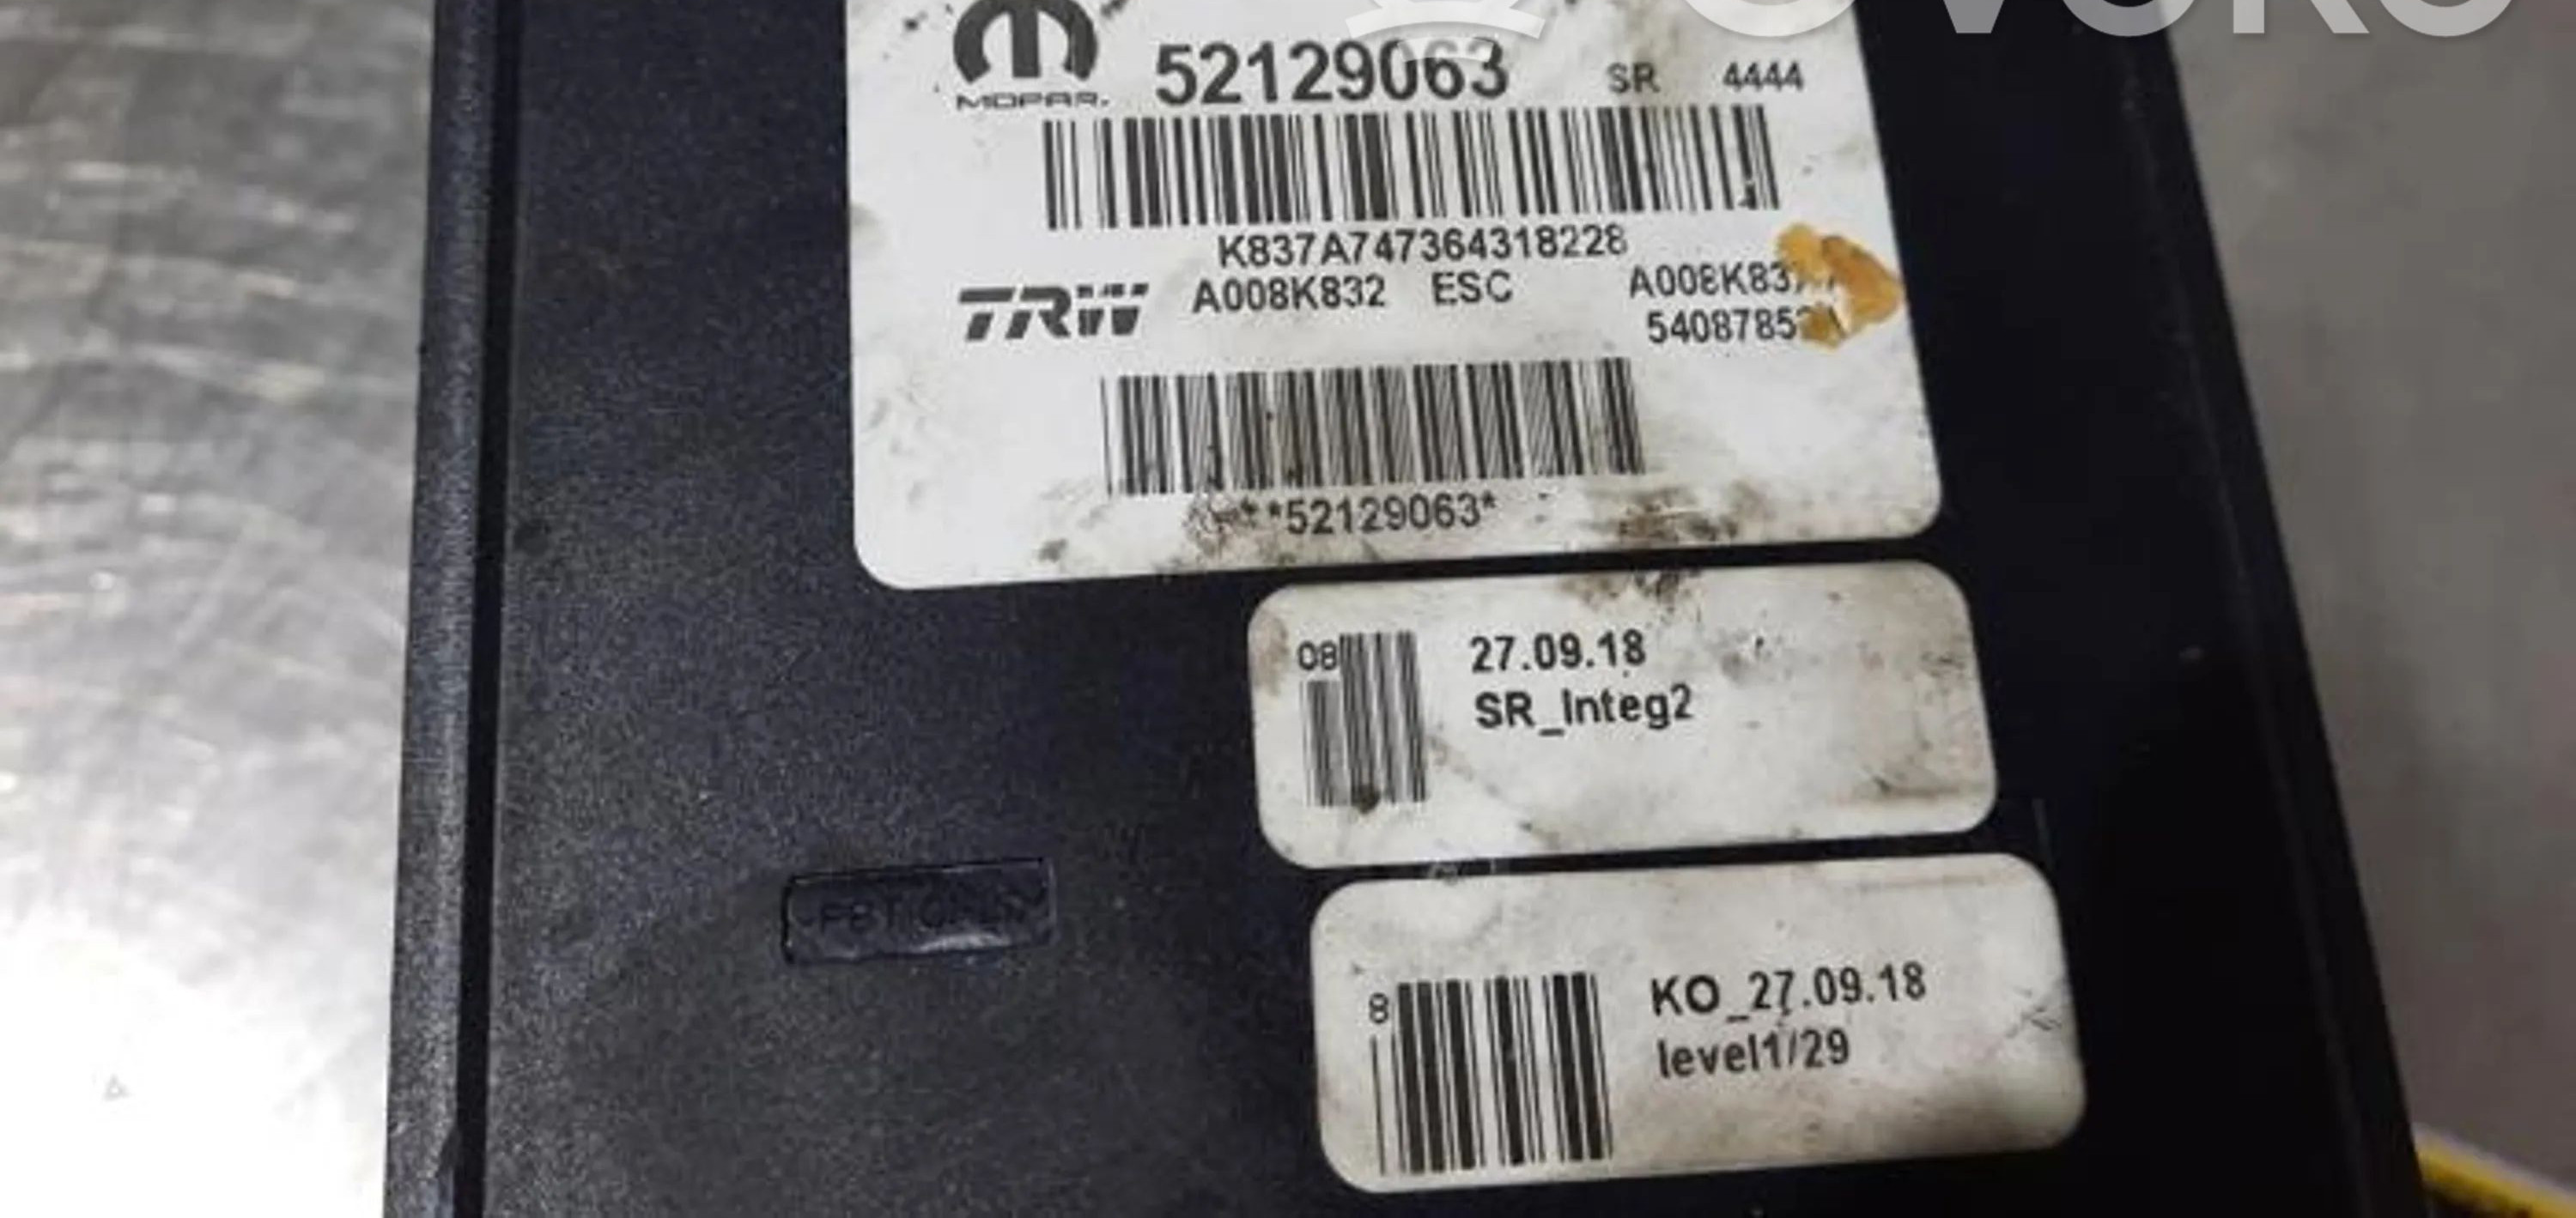 OVOKO
MOPAR.
52129063 SR 4444
K837A747364318228
TRW A008K832 ESC
**52129063*
08 27.09.18
SR_Integ2
8 KO_27.09.18
level1/29